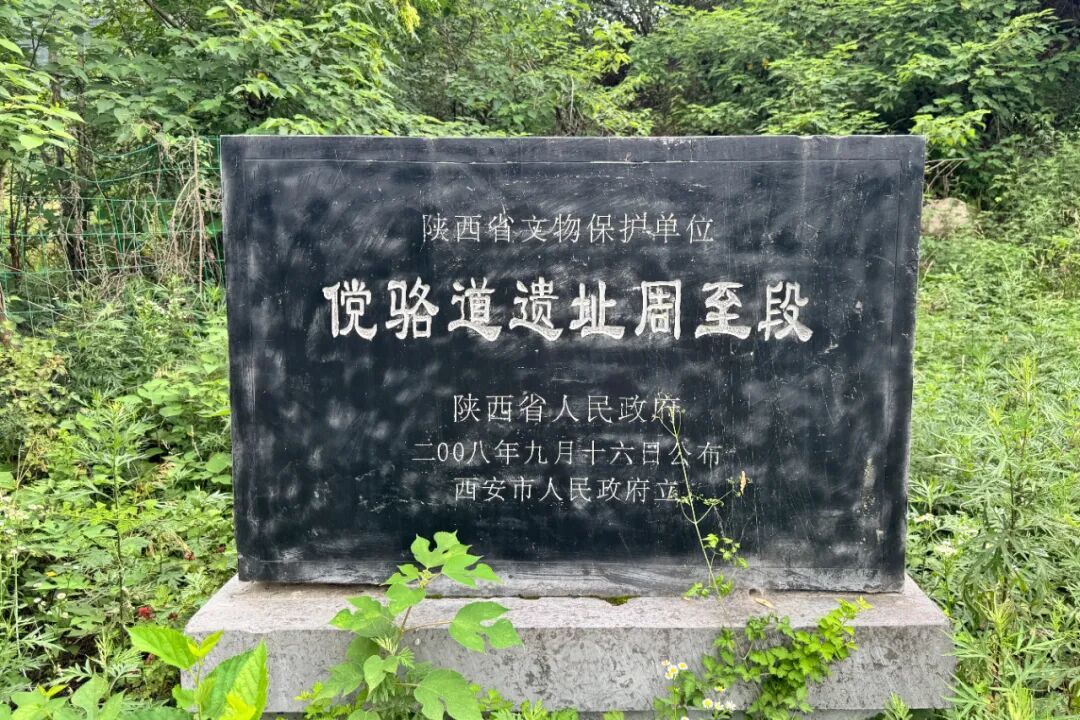 陕西省文物保护单位
傥骆道遗址周至段
陕西省人民政府
二00八年九月十六日公布
西安市人民政府立